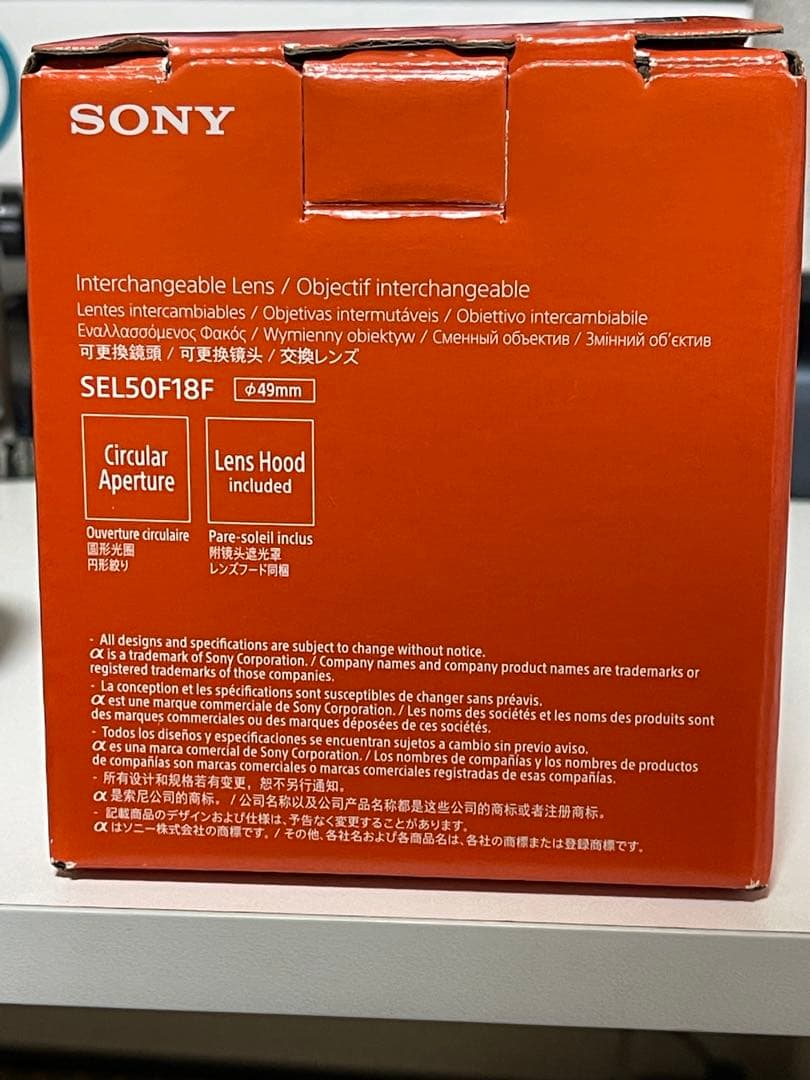 SONY
Interchangeable Lens / Objectif interchangeable
Lentes intercambiables / Objetivas intermutáveis / Obiettivo intercambiabile
Εναλλασσόμενος Φακός / Wymienny obiektyw / Сменный объектив / Змінний об'єктив
可更換鏡頭 / 可更换镜头 / 交換レンズ
SEL50F18F ϕ49mm
Circular
Aperture
Lens Hood
included
Ouverture circulaire
圆形光圈
円形絞り
Pare-soleil inclus
附镜头遮光罩
レンズフード同梱
- All designs and specifications are subject to change without notice.
α is a trademark of Sony Corporation. / Company names and company product names are trademarks or
registered trademarks of those companies.
- La conception et les spécifications sont susceptibles de changer sans préavis.
α est une marque commerciale de Sony Corporation. / Les noms des sociétés et les noms des produits sont
des marques commerciales ou des marques déposées de ces sociétés.
- Todos los diseños y especificaciones se encuentran sujetos a cambio sin previo aviso.
α es una marca comercial de Sony Corporation. / Los nombres de compañías y los nombres de productos
de compañías son marcas comerciales o marcas comerciales registradas de esas compañías.
- 所有设计和规格若有变更，恕不另行通知。
α 是索尼公司的商标。 / 公司名称以及公司产品名称都是这些公司的商标或者注册商标。
- 記載商品のデザインおよび仕様は、予告なく変更することがあります。
α はソニー株式会社の商標です。 / その他、各社名および各商品名は、各社の商標または登録商標です。